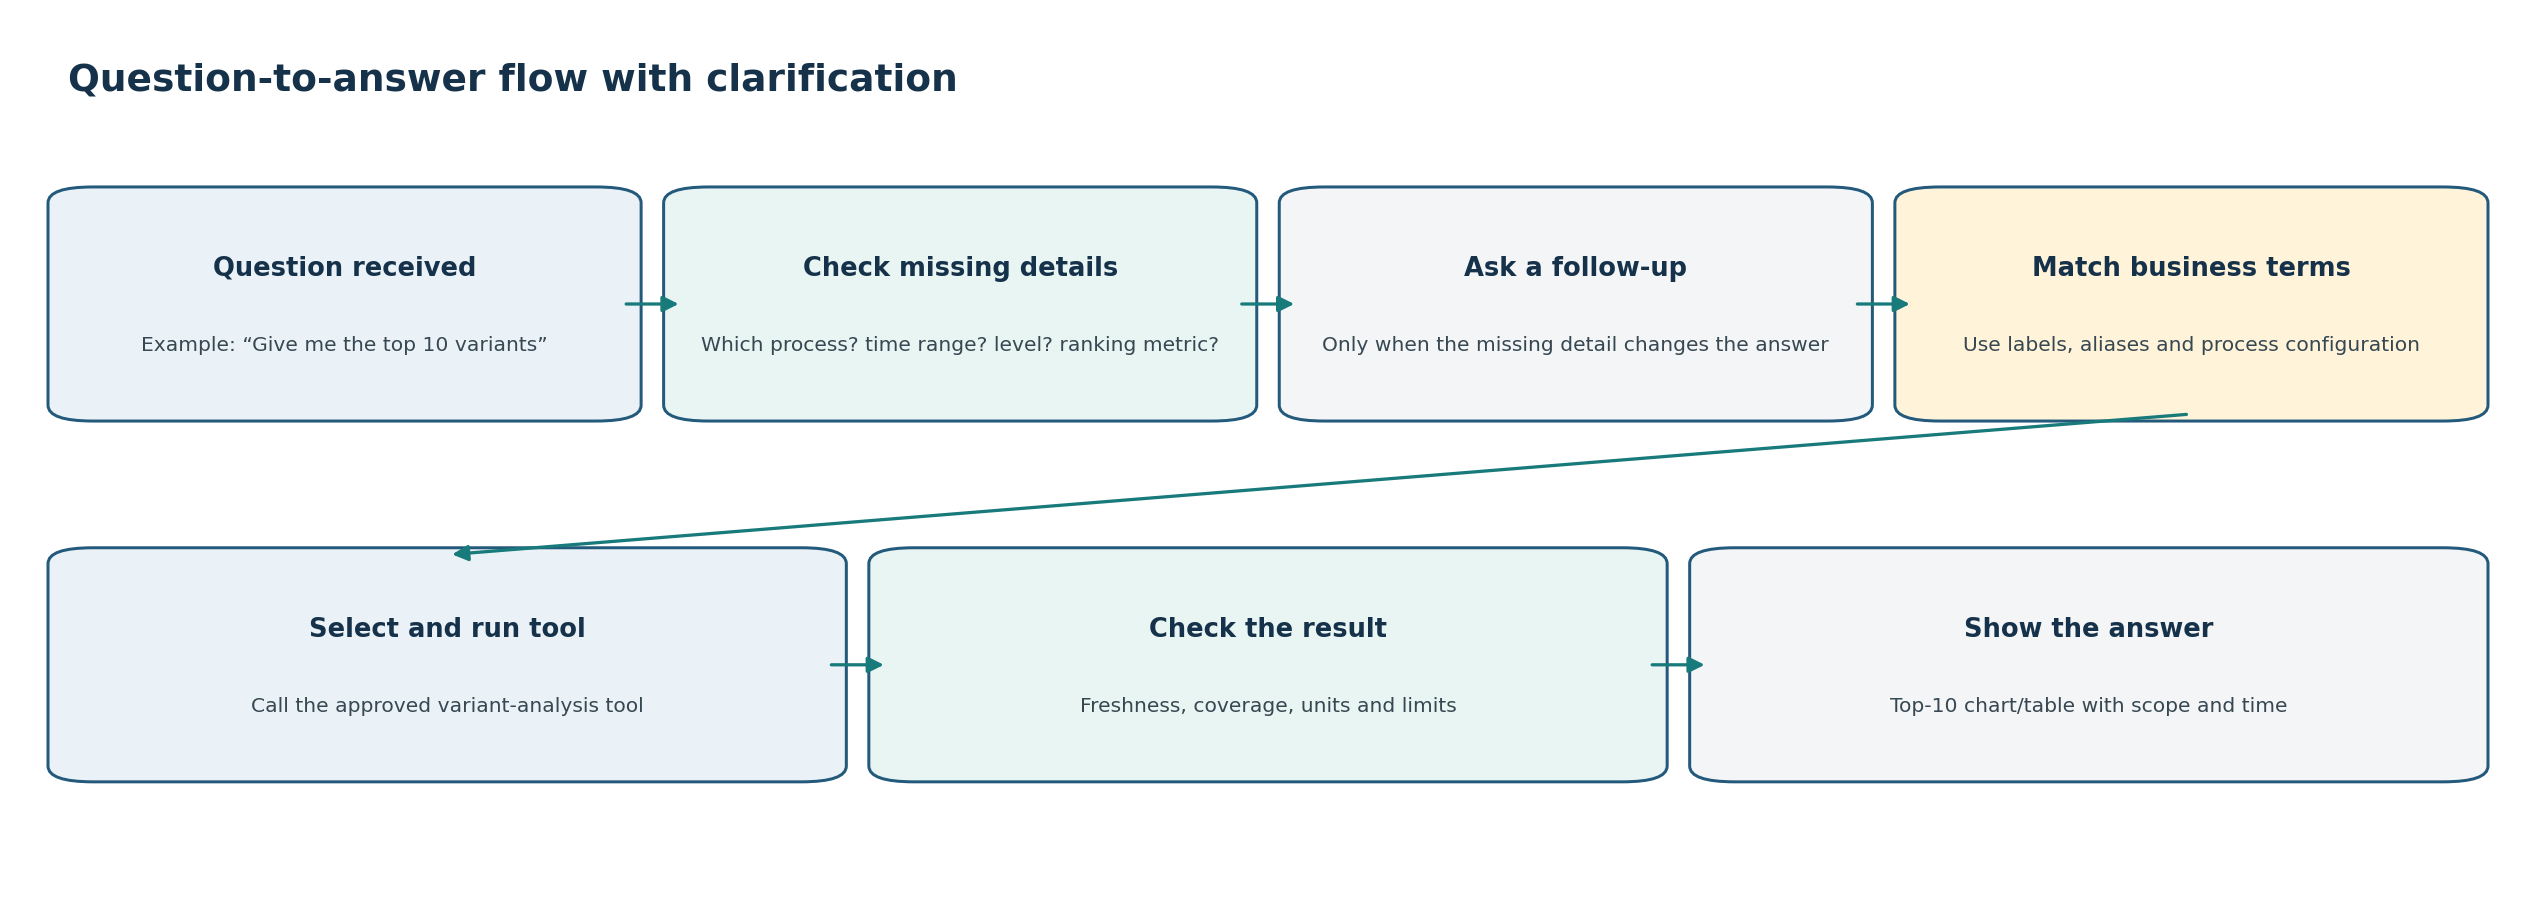 Question-to-answer flow with clarification
Question received
Example: “Give me the top 10 variants”
Check missing details
Which process? time range? level? ranking metric?
Ask a follow-up
Only when the missing detail changes the answer
Match business terms
Use labels, aliases and process configuration
Select and run tool
Call the approved variant-analysis tool
Check the result
Freshness, coverage, units and limits
Show the answer
Top-10 chart/table with scope and time